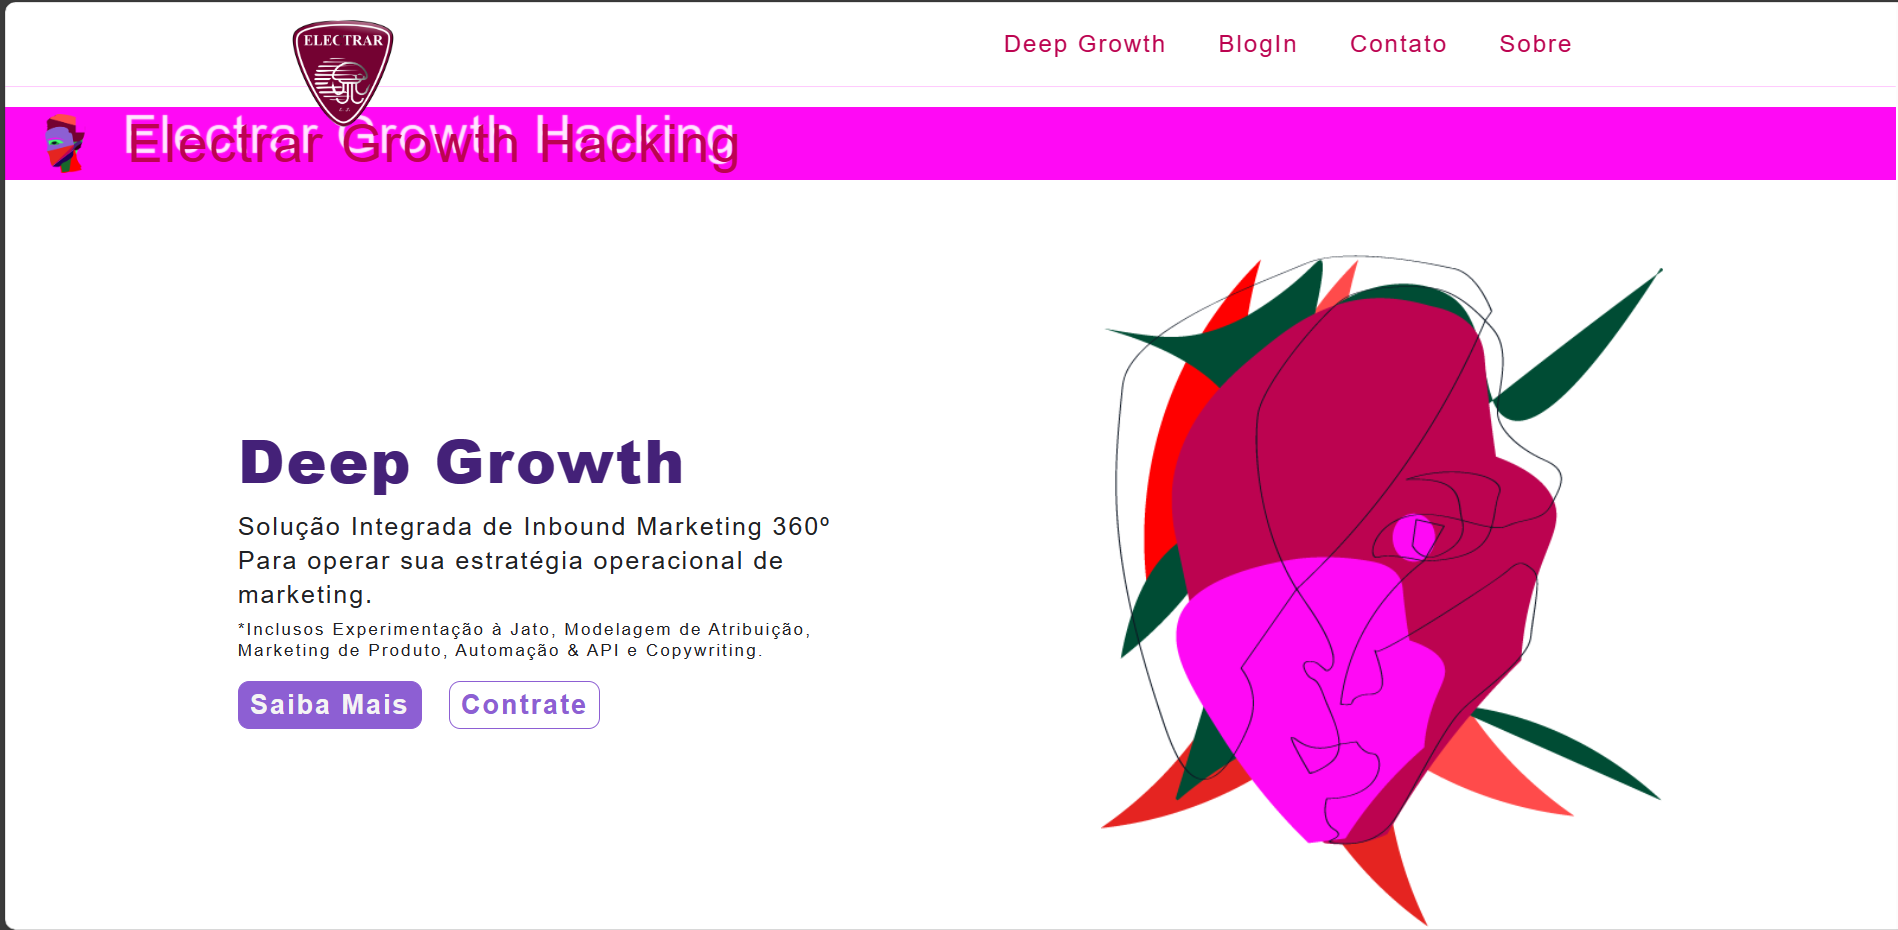 ELECTRAR
Deep Growth BlogIn Contato Sobre
Electrar Growth Hacking
Deep Growth
Solução Integrada de Inbound Marketing 360º
Para operar sua estratégia operacional de
marketing.
*Inclusos Experimentação à Jato, Modelagem de Atribuição,
Marketing de Produto, Automação & API e Copywriting.
Saiba Mais Contrate